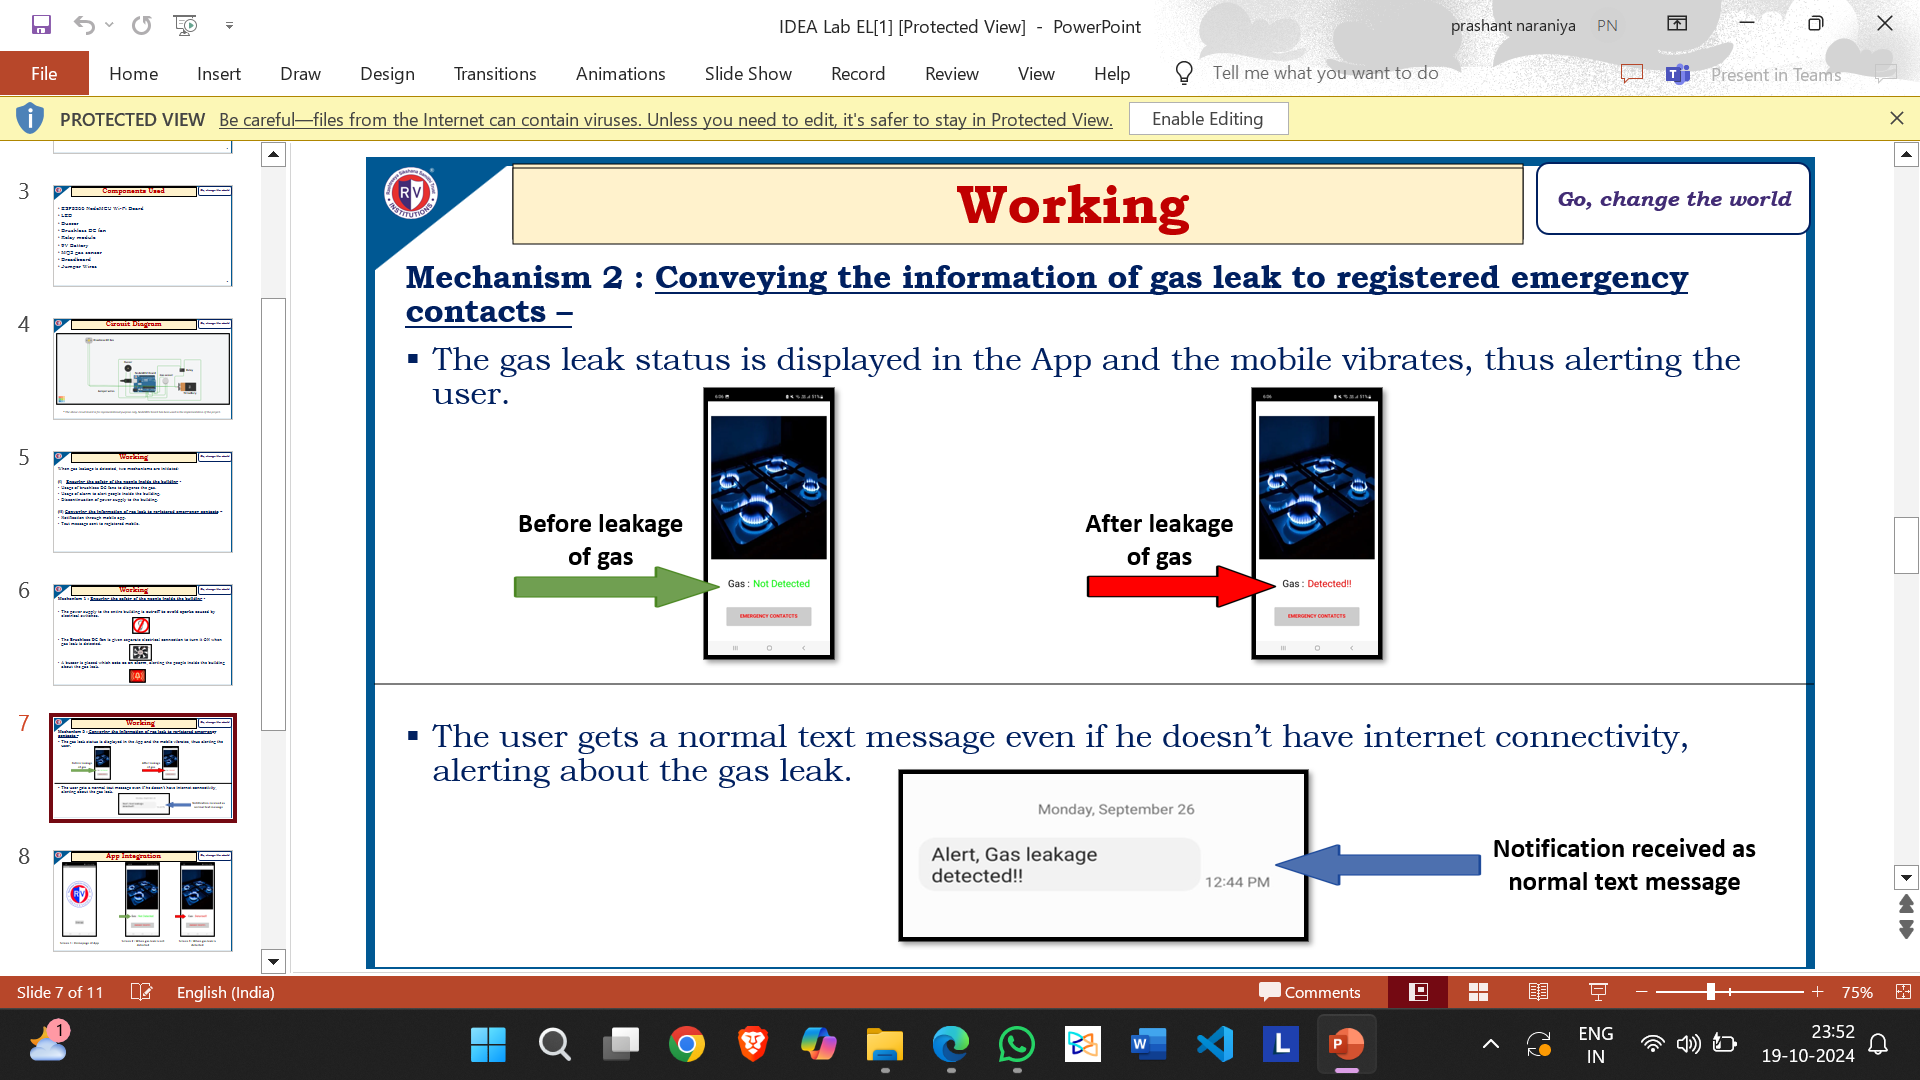 IDEA Lab EL[1] [Protected View] - PowerPoint
prashant naraniya PN
File Home Insert Draw Design Transitions Animations Slide Show Record Review View Help Tell me what you want to do Present in Teams
PROTECTED VIEW Be careful—files from the Internet can contain viruses. Unless you need to edit, it's safer to stay in Protected View. Enable Editing
3
Components Used
4
Circuit Diagram
5
Working
6
Working
7
Working
8
App Integration
RV
INSTITUTIONS
Working
Go, change the world
Mechanism 2 : Conveying the information of gas leak to registered emergency
contacts –
▪ The gas leak status is displayed in the App and the mobile vibrates, thus alerting the
user.
Before leakage
of gas
Gas : Not Detected
EMERGENCY CONTATCTS
After leakage
of gas
Gas : Detected!!
EMERGENCY CONTATCTS
▪ The user gets a normal text message even if he doesn’t have internet connectivity,
alerting about the gas leak.
Monday, September 26
Alert, Gas leakage
detected!!
12:44 PM
Notification received as
normal text message
Slide 7 of 11 English (India) Comments 75%
1
ENG
IN
23:52
19-10-2024